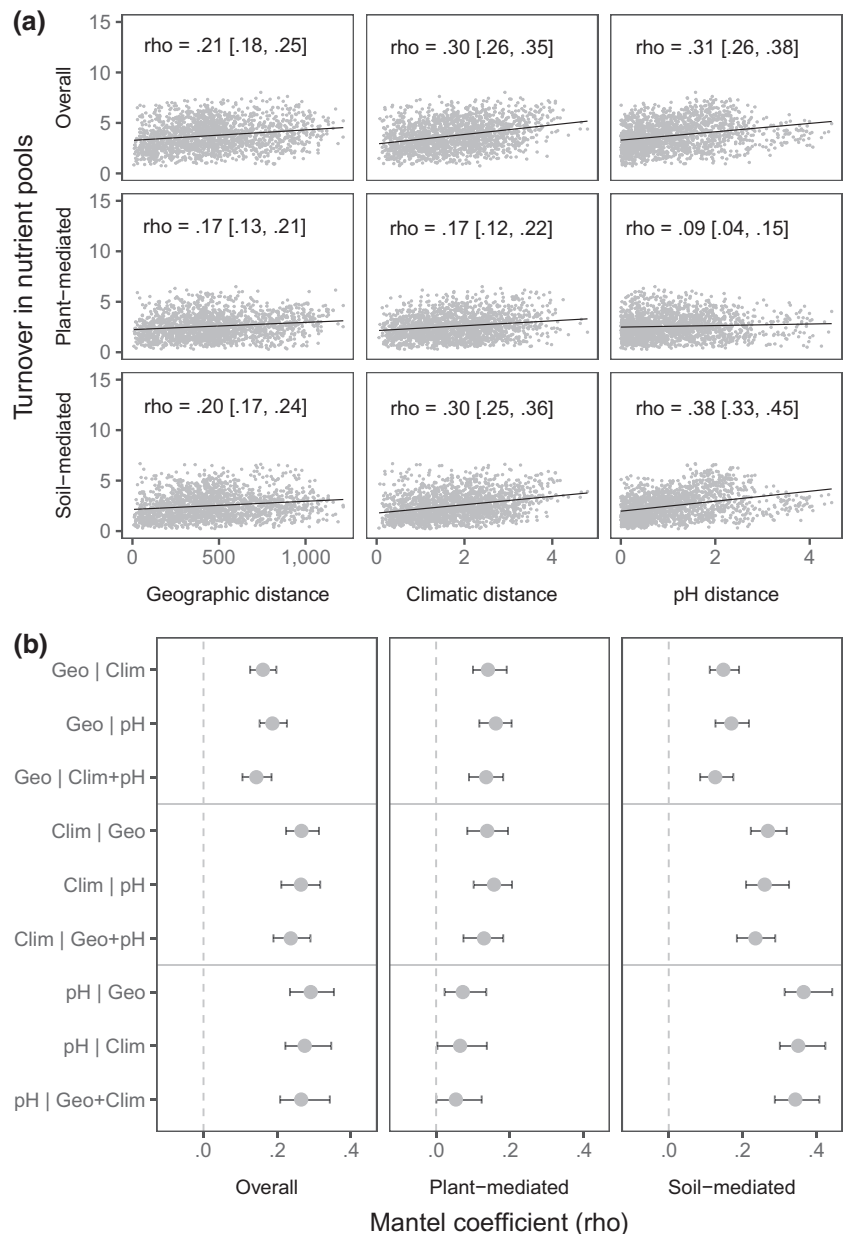 (a)
Turnover in nutrient pools
Overall
15
10
5
0
rho = .21 [.18, .25]
rho = .30 [.26, .35]
rho = .31 [.26, .38]
Plant−mediated
15
10
5
0
rho = .17 [.13, .21]
rho = .17 [.12, .22]
rho = .09 [.04, .15]
Soil−mediated
15
10
5
0
rho = .20 [.17, .24]
rho = .30 [.25, .36]
rho = .38 [.33, .45]
0 500 1,000
0 2 4
0 2 4
Geographic distance
Climatic distance
pH distance
(b)
Geo | Clim
Geo | pH
Geo | Clim+pH
Clim | Geo
Clim | pH
Clim | Geo+pH
pH | Geo
pH | Clim
pH | Geo+Clim
.0 .2 .4
.0 .2 .4
.0 .2 .4
Overall
Plant−mediated
Soil−mediated
Mantel coefficient (rho)